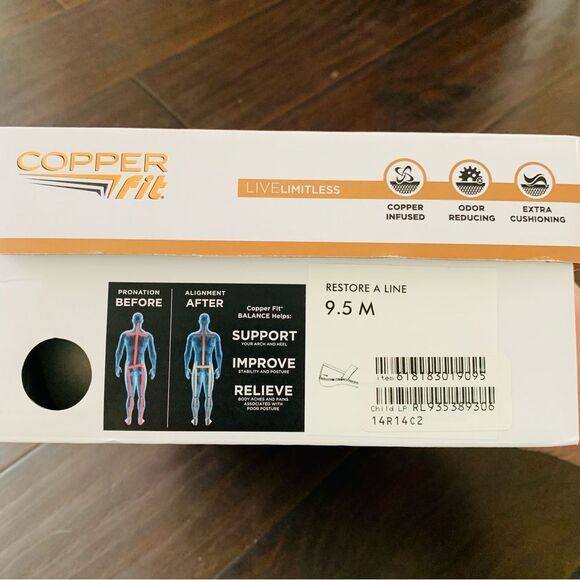 COPPER
fit
LIVELIMITLESS
COPPER
INFUSED
ODOR
REDUCING
EXTRA
CUSHIONING
PRONATION
BEFORE
ALIGNMENT
AFTER
Copper Fit®
BALANCE Helps:
SUPPORT
YOUR ARCH AND HEEL
IMPROVE
STABILITY AND POSTURE
RELIEVE
BODY ACHES AND PAINS
ASSOCIATED WITH
POOR POSTURE
RESTORE A LINE
9.5 M
item 618183019095
Child LP RL935389306
14R14C2